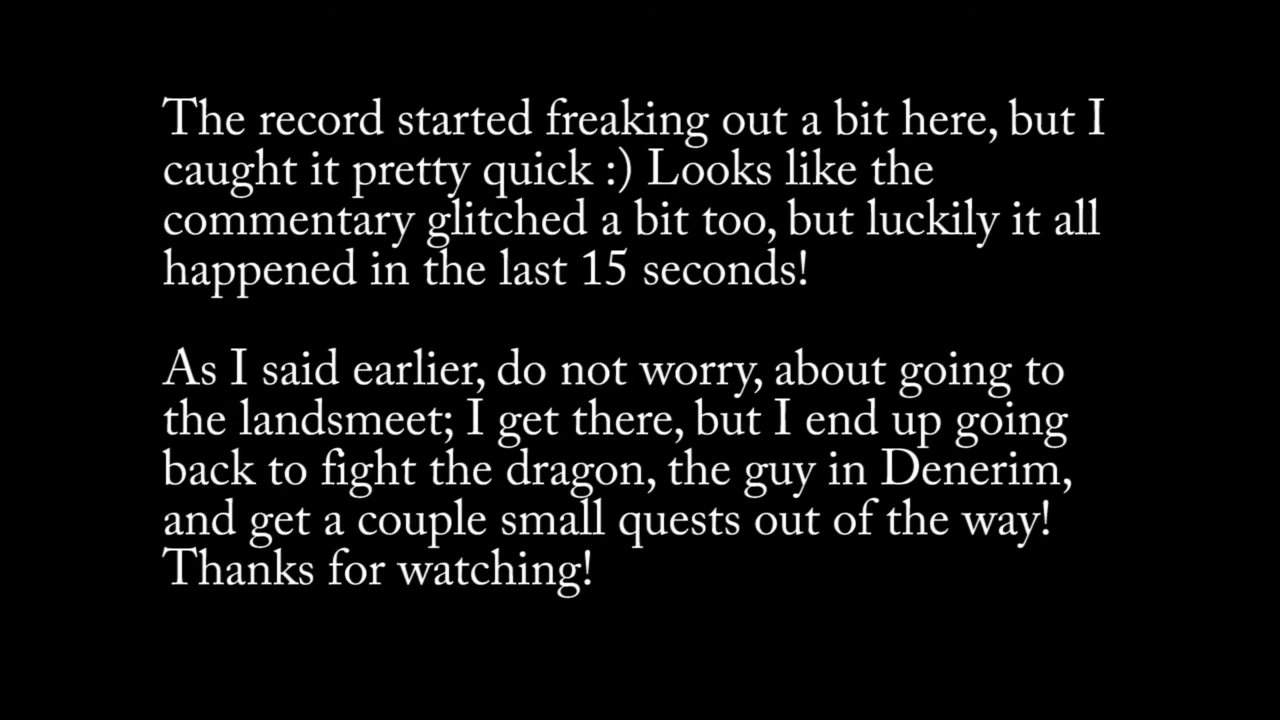 The record started freaking out a bit here, but I
caught it pretty quick :) Looks like the
commentary glitched a bit too, but luckily it all
happened in the last 15 seconds!
As I said earlier, do not worry, about going to
the landsmeet; I get there, but I end up going
back to fight the dragon, the guy in Denerim,
and get a couple small quests out of the way!
Thanks for watching!